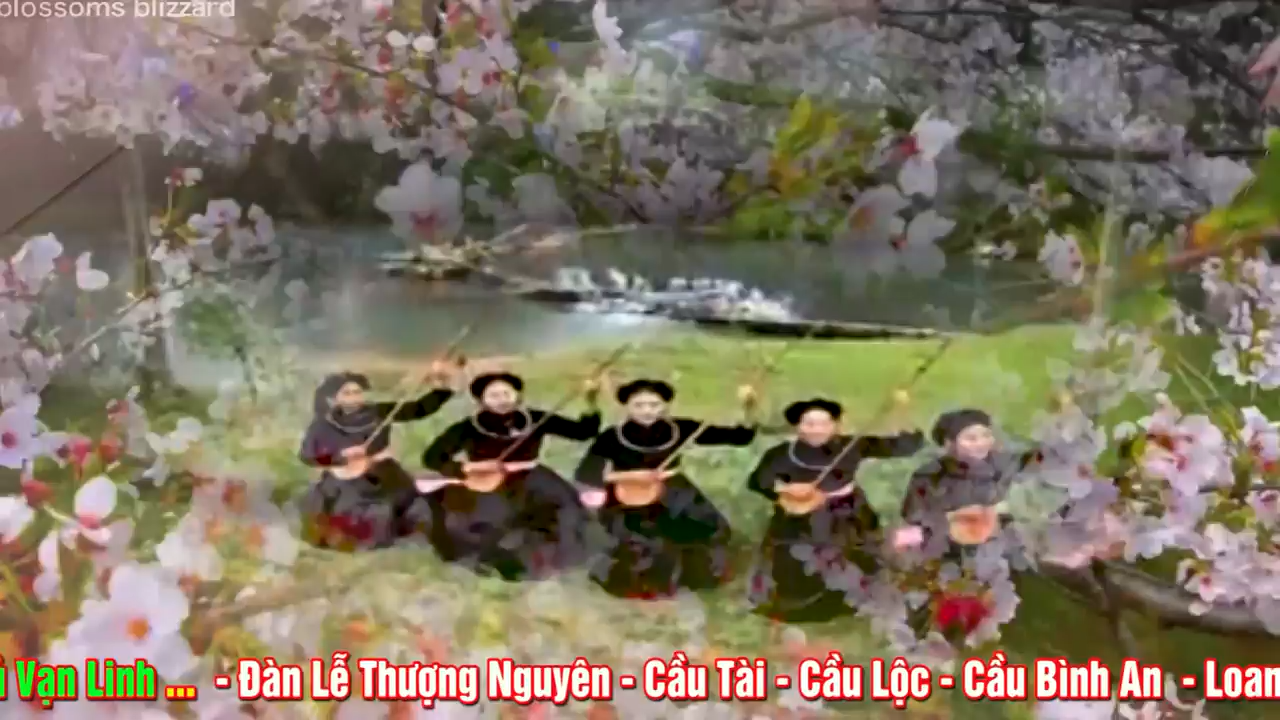 blossoms blizzard
Vạn Linh ... - Đàn Lễ Thượng Nguyên - Cầu Tài - Cầu Lộc - Cầu Bình An - Loan